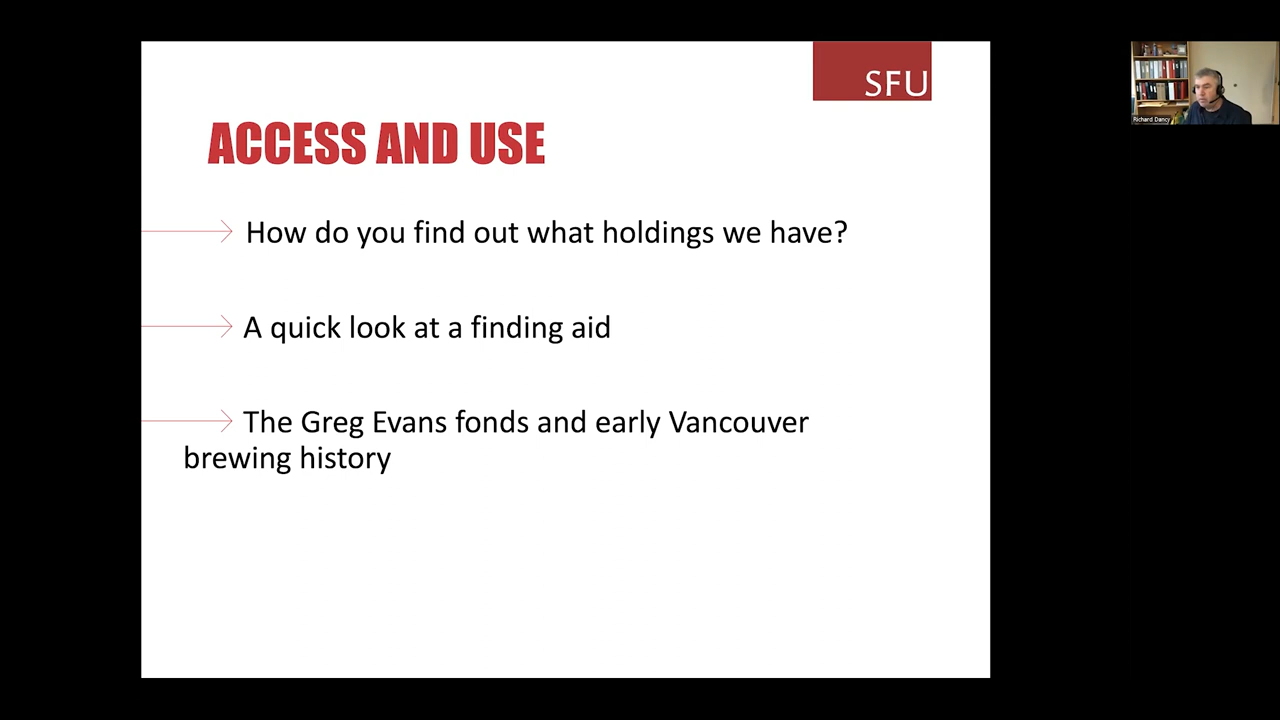 SFU
Richard Dancy
ACCESS AND USE
How do you find out what holdings we have?
A quick look at a finding aid
The Greg Evans fonds and early Vancouver
brewing history